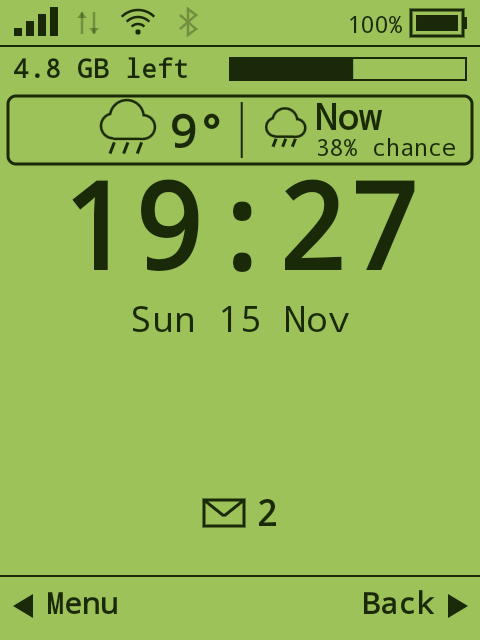 100%
4.8 GB left
9° Now
38% chance
19:27
Sun 15 Nov
2
Menu Back